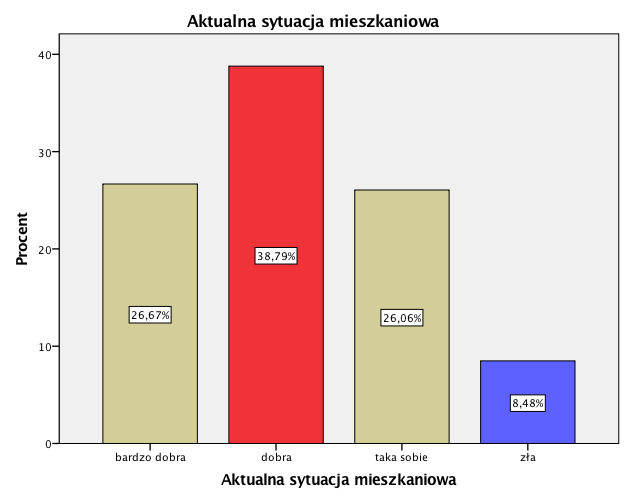 Aktualna sytuacja mieszkaniowa
Procent
40
30
20
10
0
26,67%
38,79%
26,06%
8,48%
bardzo dobra
dobra
taka sobie
zła
Aktualna sytuacja mieszkaniowa